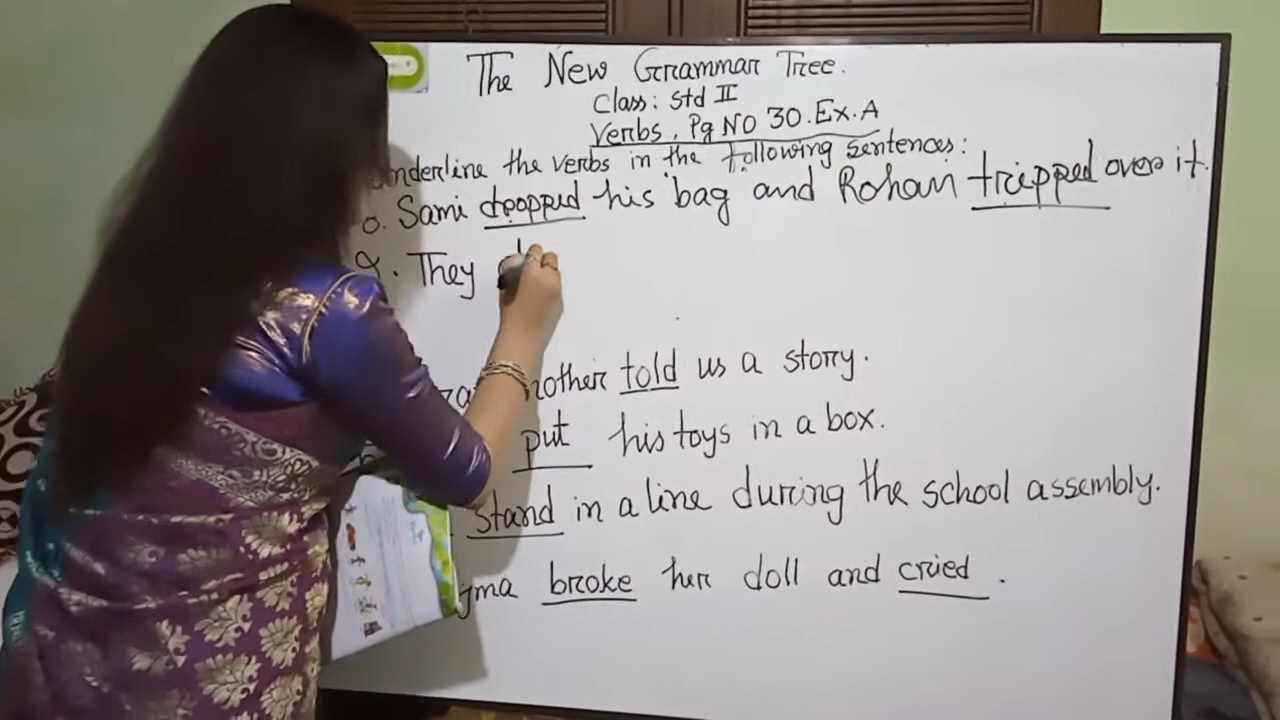 The New Grammar Tree.
Class: Std II
Verbs, Pg NO 30. Ex. A
nderline the verbs in the following sentences:
o. Sami dropped his bag and Rohan tripped over it.
They
nother told us a story.
put his toys in a box.
stand in a line during the school assembly.
broke her doll and cried.